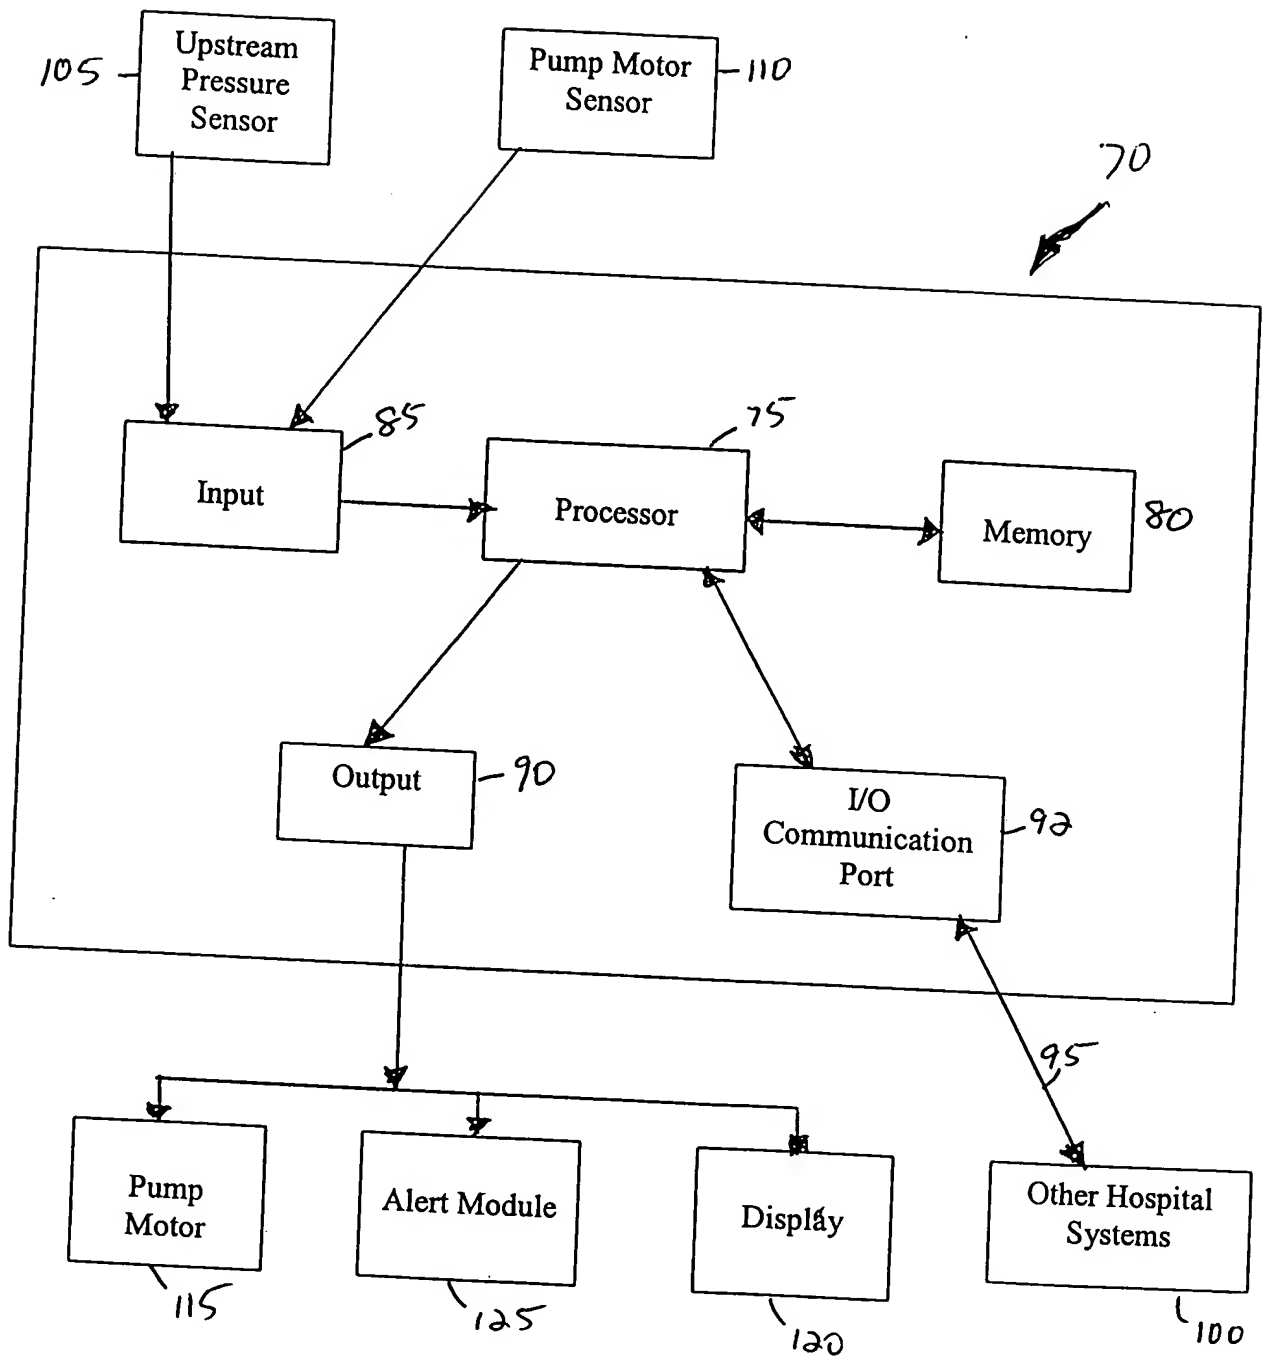 Upstream
Pressure
Sensor
105
Pump Motor
Sensor
110
70
Input
85
Processor
75
Memory
80
Output
90
I/O
Communication
Port
92
95
Pump
Motor
115
Alert Module
125
Display
120
Other Hospital
Systems
100